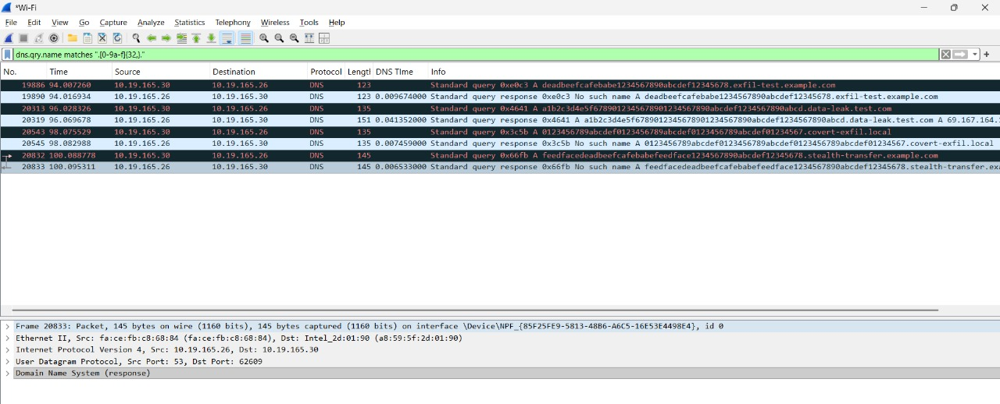 *Wi-Fi
File Edit View Go Capture Analyze Statistics Telephony Wireless Tools Help
dns.qry.name matches ".[0-9a-f]{32,}."
No. Time Source Destination Protocol Lengtl DNS TIme Info
19886 94.007260 10.19.165.30 10.19.165.26 DNS 123 Standard query 0xe0c3 A deadbeefcafebabe1234567890abcdef12345678.exfil-test.example.com
19890 94.016934 10.19.165.26 10.19.165.30 DNS 123 0.009674000 Standard query response 0xe0c3 No such name A deadbeefcafebabe1234567890abcdef12345678.exfil-test.example.com
20313 96.028326 10.19.165.30 10.19.165.26 DNS 135 Standard query 0x4641 A a1b2c3d4e5f6789012345678901234567890abcdef1234567890abcd.data-leak.test.com
20319 96.069678 10.19.165.26 10.19.165.30 DNS 151 0.041352000 Standard query response 0x4641 A a1b2c3d4e5f6789012345678901234567890abcdef1234567890abcd.data-leak.test.com A 69.167.164.
20543 98.075529 10.19.165.30 10.19.165.26 DNS 135 Standard query 0x3c5b A 0123456789abcdef0123456789abcdef0123456789abcdef01234567.covert-exfil.local
20545 98.082988 10.19.165.26 10.19.165.30 DNS 135 0.007459000 Standard query response 0x3c5b No such name A 0123456789abcdef0123456789abcdef0123456789abcdef01234567.covert-exfil.local
20832 100.088778 10.19.165.30 10.19.165.26 DNS 145 Standard query 0x66fb A feedfacedeadbeefcafebabefeedface1234567890abcdef12345678.stealth-transfer.example.com
20833 100.095311 10.19.165.26 10.19.165.30 DNS 145 0.006533000 Standard query response 0x66fb No such name A feedfacedeadbeefcafebabefeedface1234567890abcdef12345678.stealth-transfer.exa
Frame 20833: Packet, 145 bytes on wire (1160 bits), 145 bytes captured (1160 bits) on interface \Device\NPF_{85F25FE9-5813-48B6-A6C5-16E53E4498E4}, id 0
Ethernet II, Src: fa:ce:fb:c8:68:84 (fa:ce:fb:c8:68:84), Dst: Intel_2d:01:90 (a8:59:5f:2d:01:90)
Internet Protocol Version 4, Src: 10.19.165.26, Dst: 10.19.165.30
User Datagram Protocol, Src Port: 53, Dst Port: 62609
Domain Name System (response)